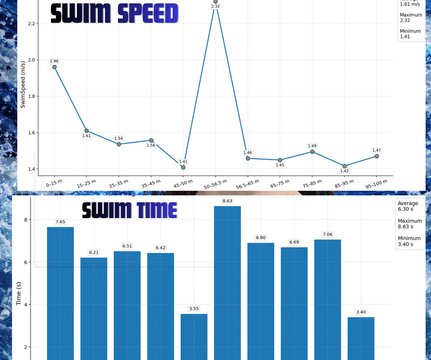 SWIM SPEED
1.61 m/s
Maximum
2.32
Minimum
1.41
SwimSpeed (m/s)
2.2
2.0
1.8
1.6
1.4
1.96
1.61
1.54
1.56
1.41
2.32
1.46
1.45
1.49
1.42
1.47
0-15 m
15-25 m
25-35 m
35-45 m
45-50 m
50-56.5 m
56.5-65 m
65-75 m
75-85 m
85-95 m
95-100 m
SWIM TIME
Average
6.30 s
Maximum
8.63 s
Minimum
3.40 s
Time (s)
8
6
4
2
7.65
6.21
6.51
6.42
3.55
8.63
6.90
6.69
7.06
3.40